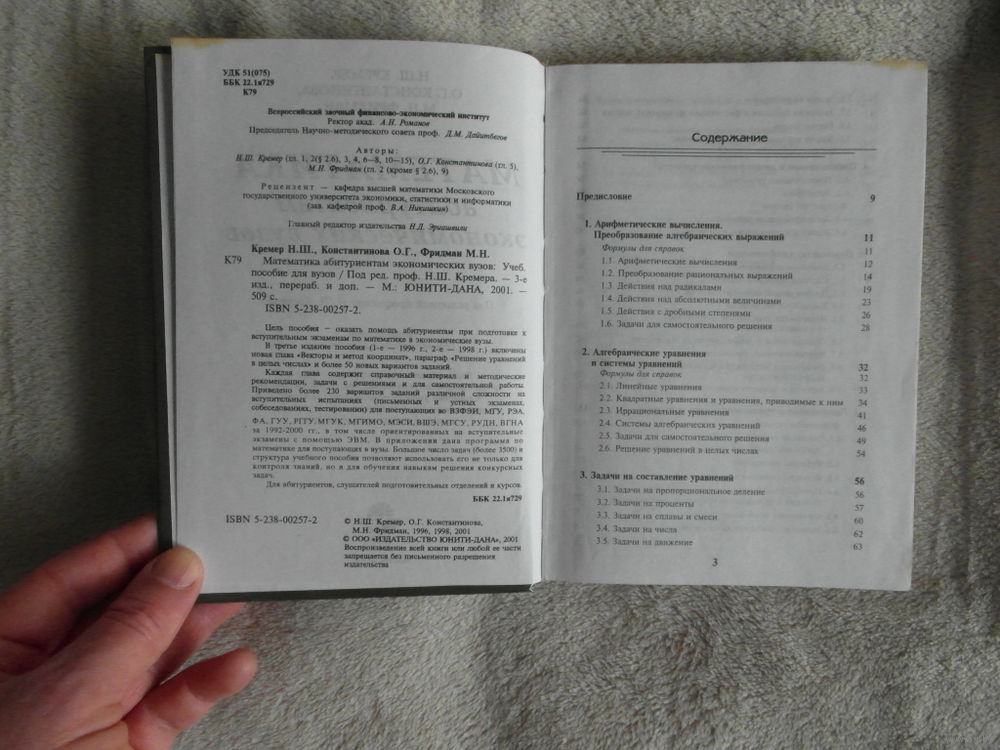 УДК 51(075)
ББК 22.1я729
К79
Всероссийский заочный финансово-экономический институт
Ректор акад. А.Н. Романов
Председатель Научно-методического совета проф. Д.М. Дайитбегов
Авторы:
Н.Ш. Кремер (гл. 1, 2(§ 2.6), 3, 4, 6—8, 10—15), О.Г. Константинова (гл. 5),
М.Н. Фридман (гл. 2 (кроме § 2.6), 9)
Рецензент — кафедра высшей математики Московского
государственного университета экономики, статистики и информатики
(зав. кафедрой проф. В.А. Никишкин)
Главный редактор издательства Н.Д. Эриашвили
Кремер Н.Ш., Константинова О.Г., Фридман М.Н.
К79 Математика абитуриентам экономических вузов: Учеб.
пособие для вузов / Под ред. проф. Н.Ш. Кремера. — 3-е
изд., перераб. и доп. — М.: ЮНИТИ-ДАНА, 2001. —
509 с.
ISBN 5-238-00257-2.
Цель пособия — оказать помощь абитуриентам при подготовке к
вступительным экзаменам по математике в экономические вузы.
В третье издание пособия (1-е — 1996 г., 2-е — 1998 г.) включены
новая глава «Векторы и метод координат», параграф «Решение уравнений
в целых числах» и более 50 новых вариантов заданий.
Каждая глава содержит справочный материал и методические
рекомендации, задачи с решениями и для самостоятельной работы.
Приведено более 230 вариантов заданий различной сложности на
вступительных испытаниях (письменных и устных экзаменах,
собеседованиях, тестировании) для поступающих во ВЗФЭИ, МГУ, РЭА,
ФА, ГУУ, РГГУ, МГУК, МГИМО, МЭСИ, ВШЭ, МГСУ, РУДН, ВГНА
за 1992-2000 гг., в том числе ориентированных на вступительные
экзамены с помощью ЭВМ. В приложении дана программа по
математике для поступающих в вузы. Большое число задач (более 3500) и
структура учебного пособия позволяют использовать его не только для
контроля знаний, но и для обучения навыкам решения конкурсных
задач.
Для абитуриентов, слушателей подготовительных отделений и курсов.
ББК 22.1я729
ISBN 5-238-00257-2
© Н.Ш. Кремер, О.Г. Константинова,
М.Н. Фридман, 1996, 1998, 2001
© ООО «ИЗДАТЕЛЬСТВО ЮНИТИ-ДАНА», 2001
Воспроизведение всей книги или любой ее части
запрещается без письменного разрешения
издательства
Содержание
Предисловие 9
1. Арифметические вычисления.
Преобразование алгебраических выражений 11
Формулы для справок 11
1.1 Арифметические вычисления 12
1.2. Преобразование рациональных выражений 14
1.3 Действия над радикалами 19
1.4. Действия над абсолютными величинами 23
1.5. Действия с дробными степенями 26
1.6. Задачи для самостоятельного решения 28
2. Алгебраические уравнения
и системы уравнений 32
Формулы для справок 32
2.1. Линейные уравнения 33
2.2. Квадратные уравнения и уравнения, приводимые к ним 34
2.3. Иррациональные уравнения 41
2.4. Системы алгебраических уравнений 46
2.5. Задачи для самостоятельного решения 49
2.6. Решение уравнений в целых числах 54
3. Задачи на составление уравнений 56
3.1. Задачи на пропорциональное деление 56
3.2. Задачи на проценты 57
3.3. Задачи на сплавы и смеси 60
3.4. Задачи на числа 62
3.5. Задачи на движение 63
3